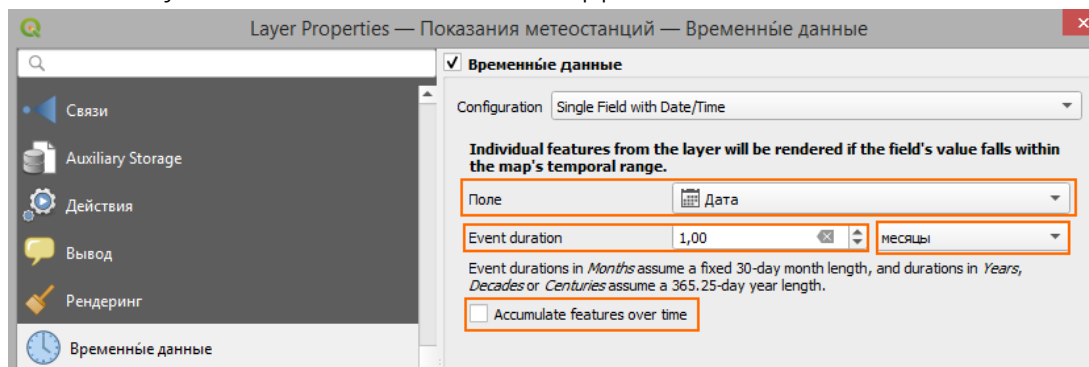 Layer Properties — Показания метеостанций — Временны́е данные
Временны́е данные
Связи
Configuration Single Field with Date/Time
Auxiliary Storage
Individual features from the layer will be rendered if the field's value falls within
the map's temporal range.
Действия
Поле Дата
Вывод
Event duration 1,00 месяцы
Event durations in Months assume a fixed 30-day month length, and durations in Years,
Decades or Centuries assume a 365.25-day year length.
Рендеринг
Accumulate features over time
Временны́е данные